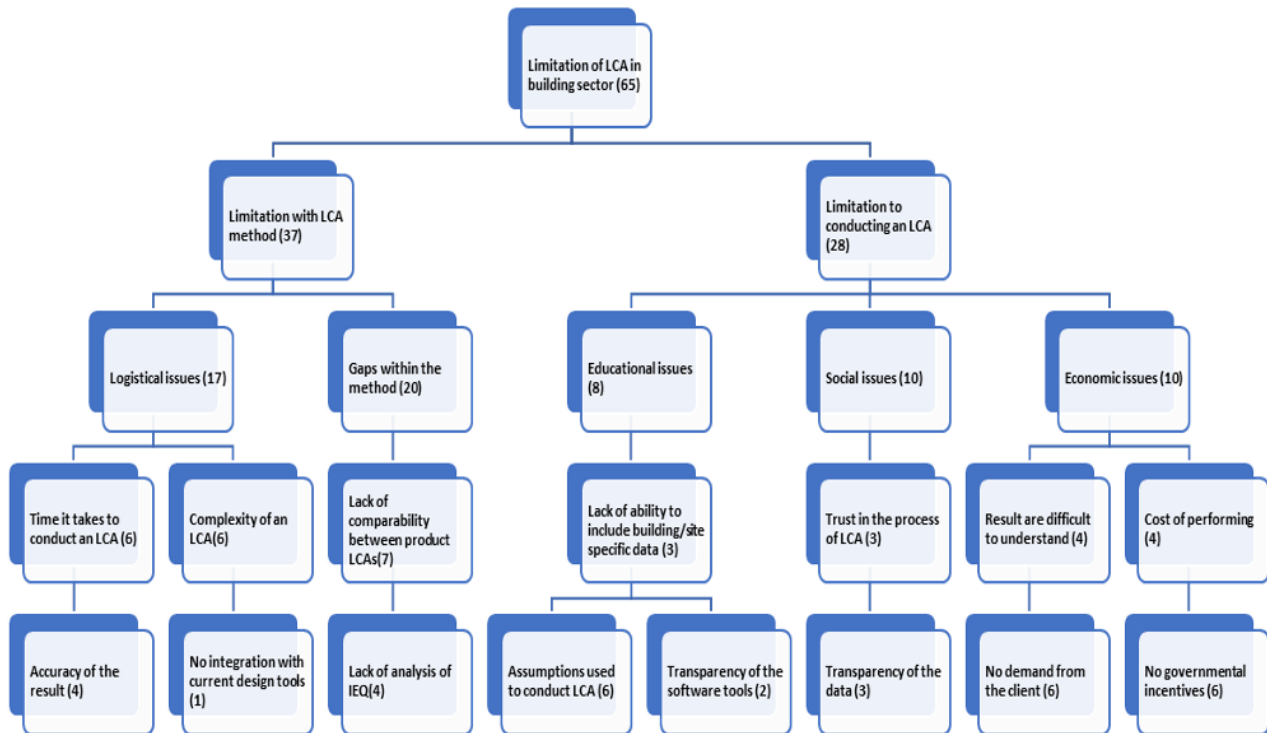 Limitation of LCA in
building sector (65)
Limitation with LCA
method (37)
Limitation to
conducting an LCA
(28)
Logistical issues (17)
Gaps within the
method (20)
Educational issues
(8)
Social issues (10)
Economic issues (10)
Time it takes to
conduct an LCA (6)
Complexity of an
LCA(6)
Lack of
comparability
between product
LCAs(7)
Lack of ability to
include building/site
specific data (3)
Trust in the process
of LCA (3)
Result are difficult
to understand (4)
Cost of performing
(4)
Accuracy of the
result (4)
No integration with
current design tools
(1)
Lack of analysis of
IEQ(4)
Assumptions used
to conduct LCA (6)
Transparency of the
software tools (2)
Transparency of the
data (3)
No demand from
the client (6)
No governmental
incentives (6)